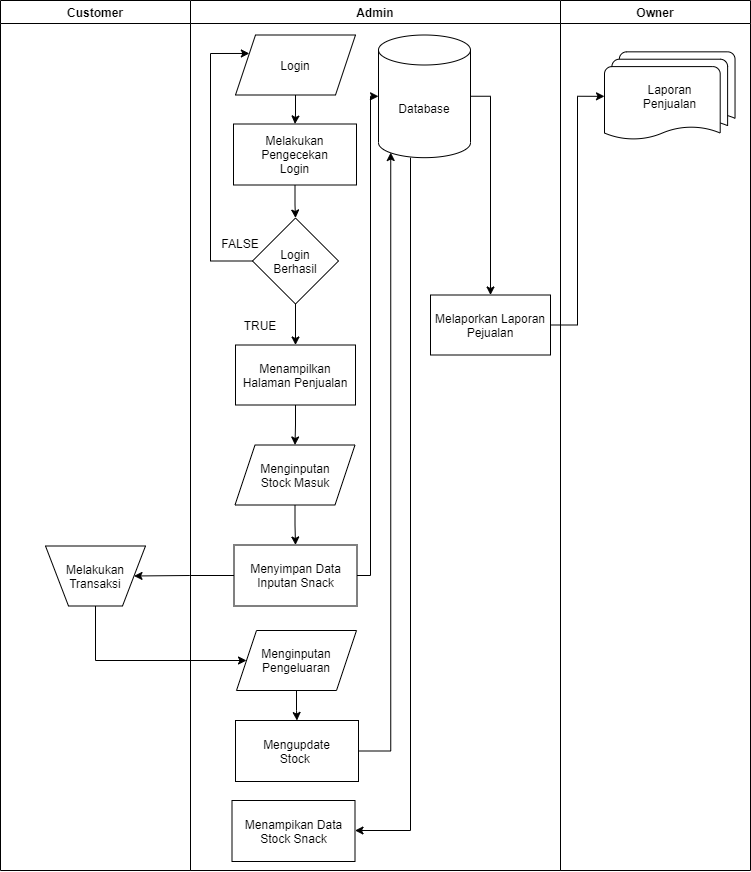 Customer
Admin
Owner
Login
Database
Laporan
Penjualan
Melakukan
Pengecekan
Login
FALSE
Login
Berhasil
TRUE
Melaporkan Laporan
Pejualan
Menampilkan
Halaman Penjualan
Menginputan
Stock Masuk
Melakukan
Transaksi
Menyimpan Data
Inputan Snack
Menginputan
Pengeluaran
Mengupdate
Stock
Menampikan Data
Stock Snack